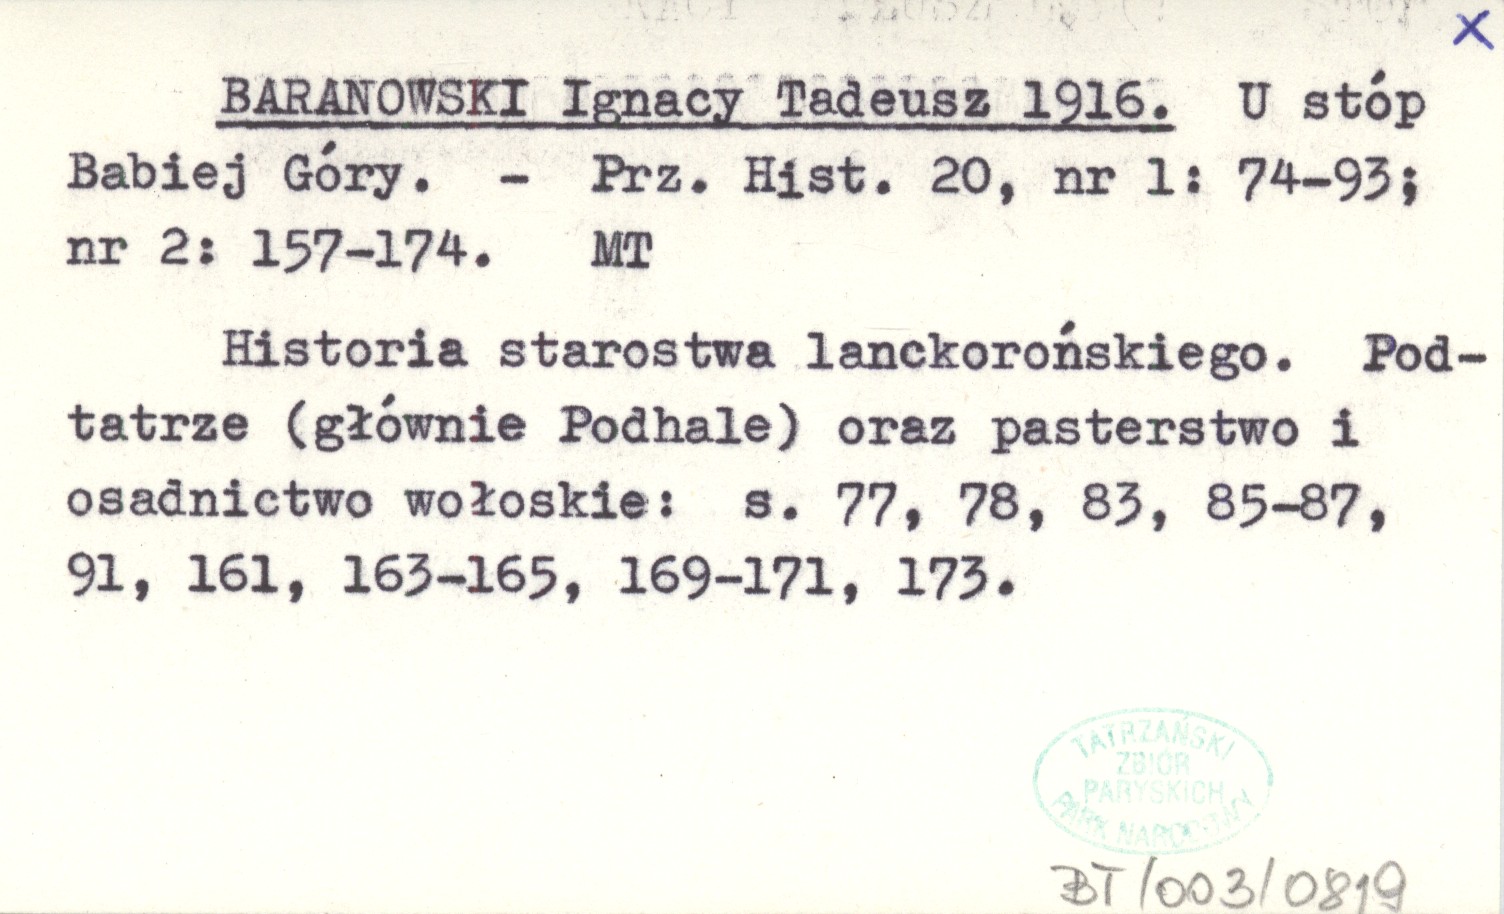 X
BARANOWSKI Ignacy Tadeusz 1916. U stóp
Babiej Góry. - Prz. Hist. 20, nr 1: 74-93;
nr 2: 157-174. MT
Historia starostwa lanckorońskiego. Pod-
tatrze (głównie Podhale) oraz pasterstwo i
osadnictwo wołoskie: s. 77, 78, 83, 85-87,
91, 161, 163-165, 169-171, 173.
TATRZAŃSKI
ZBIÓR
PARYSKICH
PARK NARODOWY
BT/003/0819